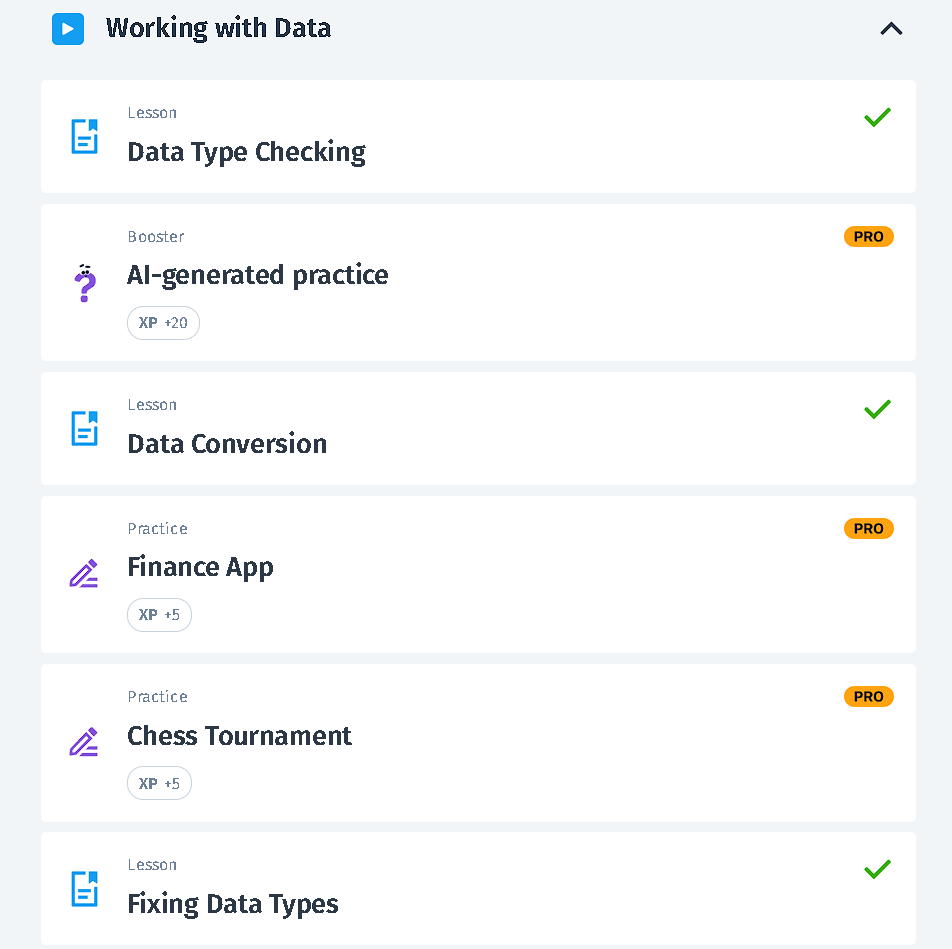 Working with Data
Lesson
Data Type Checking
Booster
PRO
AI-generated practice
XP +20
Lesson
Data Conversion
Practice
PRO
Finance App
XP +5
Practice
PRO
Chess Tournament
XP +5
Lesson
Fixing Data Types